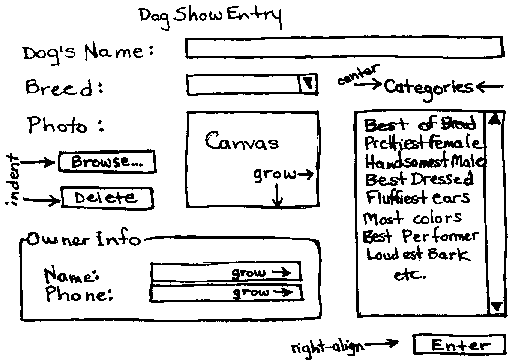 Dog Show Entry
Dog's Name:
Breed:
center
Categories
Photo:
Canvas
grow
indent
Browse...
Delete
Best of Breed
Prettiest Female
Handsomest Male
Best Dressed
Fluffiest ears
Most colors
Best Performer
Loudest Bark
etc.
Owner Info
Name:
grow
Phone:
grow
right-align
Enter